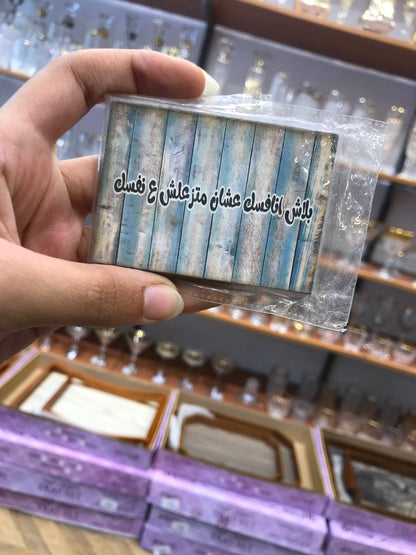 بلاش انافسك عشان متزعلش ع نفسك